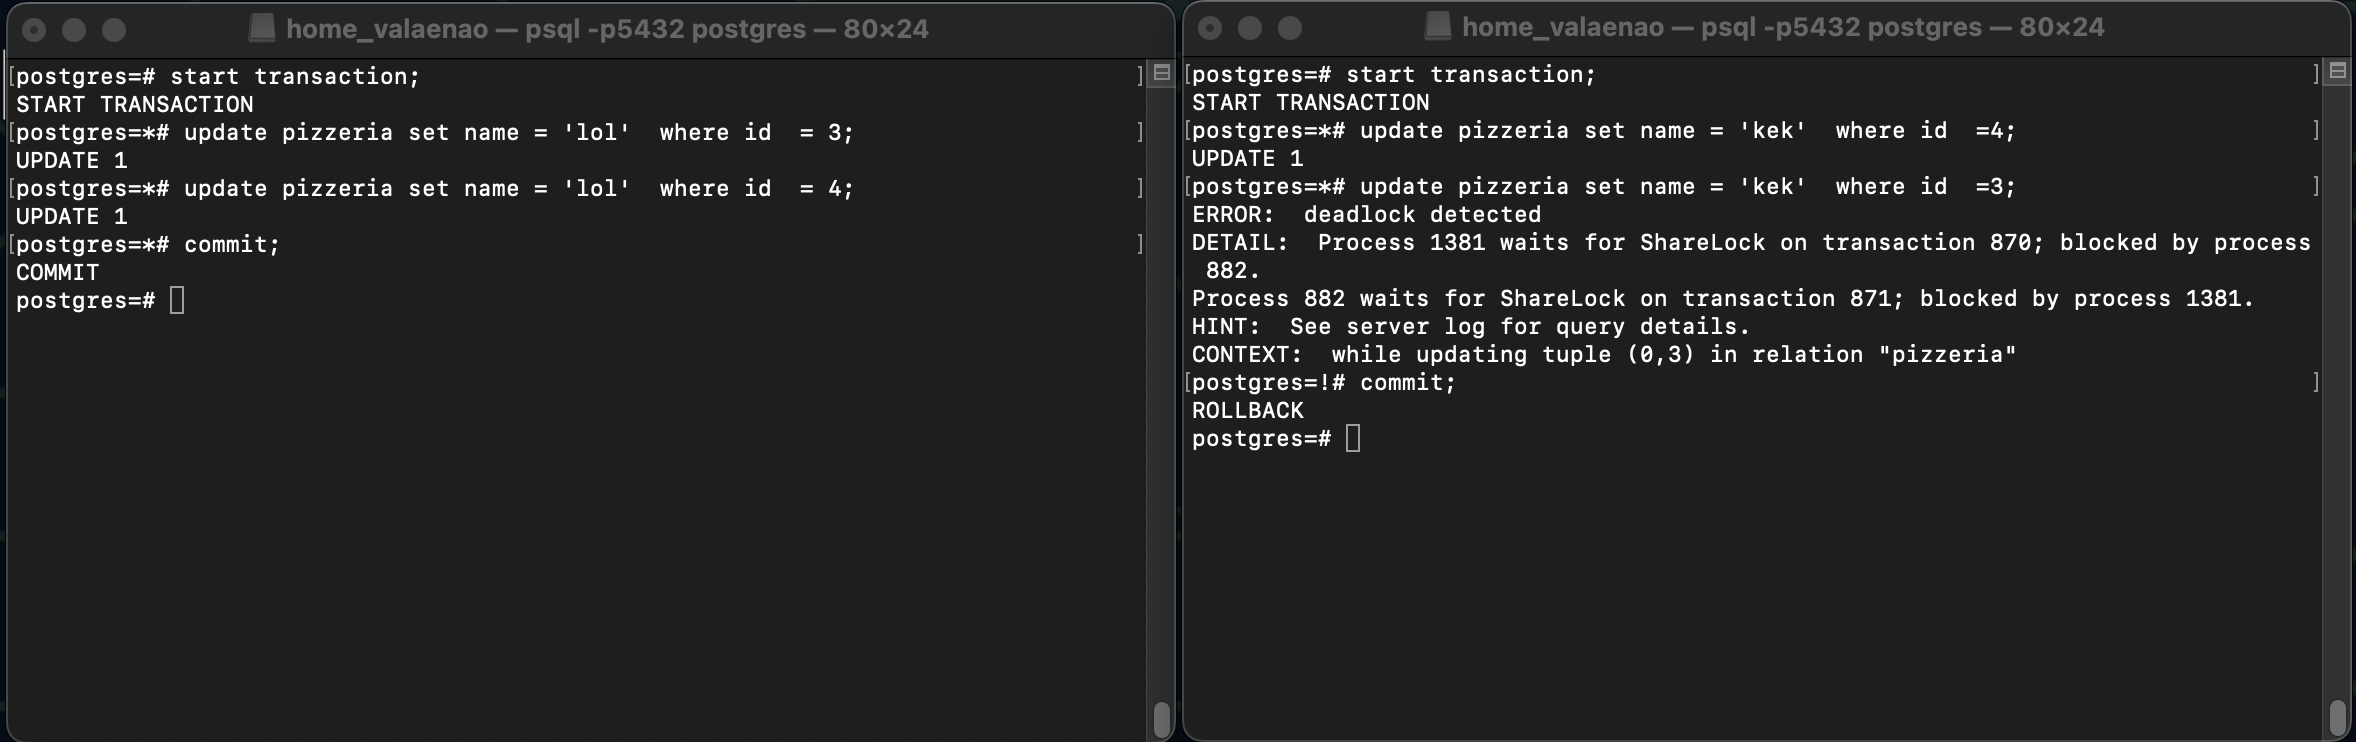 home_valaenao — psql -p5432 postgres — 80×24
[postgres=# start transaction; ]
START TRANSACTION
[postgres=*# update pizzeria set name = 'lol'  where id  = 3; ]
UPDATE 1
[postgres=*# update pizzeria set name = 'lol'  where id  = 4; ]
UPDATE 1
[postgres=*# commit; ]
COMMIT
postgres=#
home_valaenao — psql -p5432 postgres — 80×24
[postgres=# start transaction; ]
START TRANSACTION
[postgres=*# update pizzeria set name = 'kek'  where id  =4; ]
UPDATE 1
[postgres=*# update pizzeria set name = 'kek'  where id  =3; ]
ERROR:  deadlock detected
DETAIL:  Process 1381 waits for ShareLock on transaction 870; blocked by process
 882.
Process 882 waits for ShareLock on transaction 871; blocked by process 1381.
HINT:  See server log for query details.
CONTEXT:  while updating tuple (0,3) in relation "pizzeria"
[postgres=!# commit; ]
ROLLBACK
postgres=#